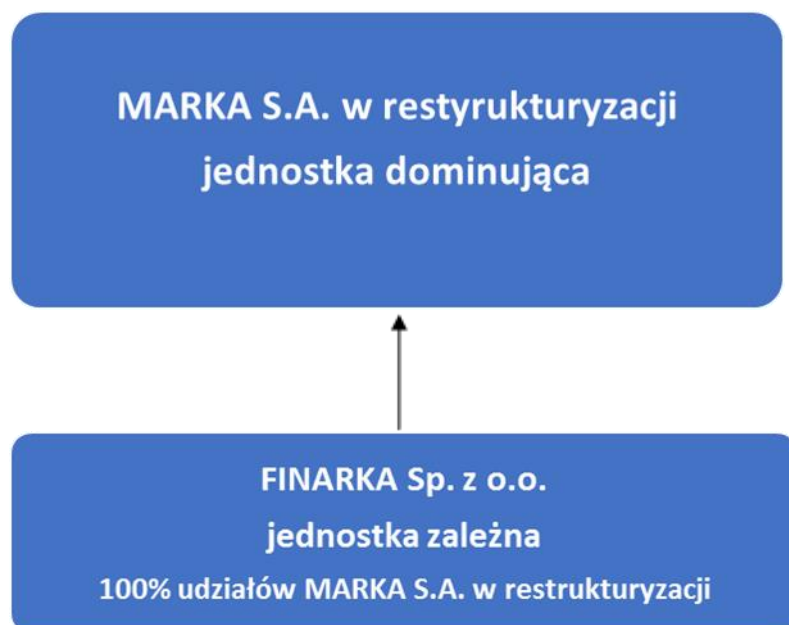 MARKA S.A. w restyrukturyzacji
jednostka dominująca
FINARKA Sp. z o.o.
jednostka zależna
100% udziałów MARKA S.A. w restrukturyzacji